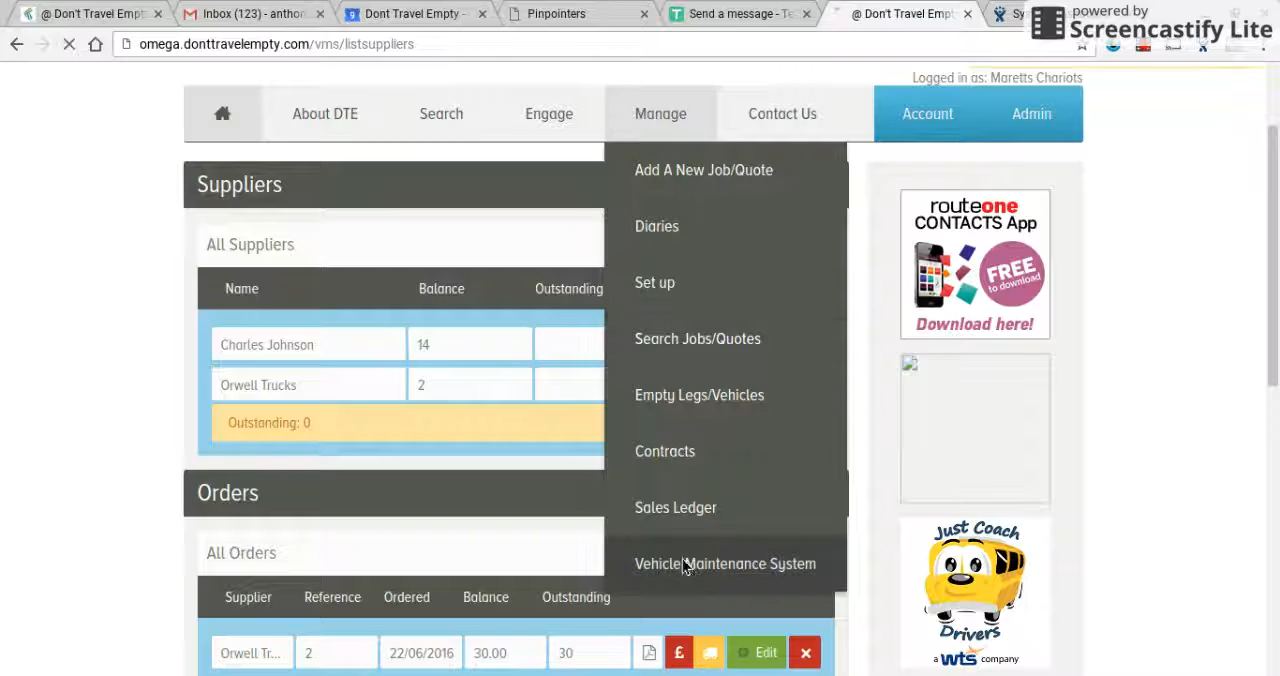 @ Don't Travel Empt
Inbox (123) - anthor
Dont Travel Empty -
Pinpointers
Send a message - Te
@ Don't Travel Empt
powered by
Screencastify Lite
omega.donttravelempty.com/vms/listsuppliers
Logged in as: Maretts Chariots
About DTE
Search
Engage
Manage
Contact Us
Account
Admin
Add A New Job/Quote
Diaries
Set up
Search Jobs/Quotes
Empty Legs/Vehicles
Contracts
Sales Ledger
Vehicle Maintenance System
Suppliers
All Suppliers
Name Balance Outstanding
Charles Johnson 14
Orwell Trucks 2
Outstanding: 0
Orders
All Orders
Supplier Reference Ordered Balance Outstanding
Orwell Tr... 2 22/06/2016 30.00 30 £ Edit
routeone
CONTACTS App
FREE
to download
Download here!
Just Coach
Drivers
a wts company